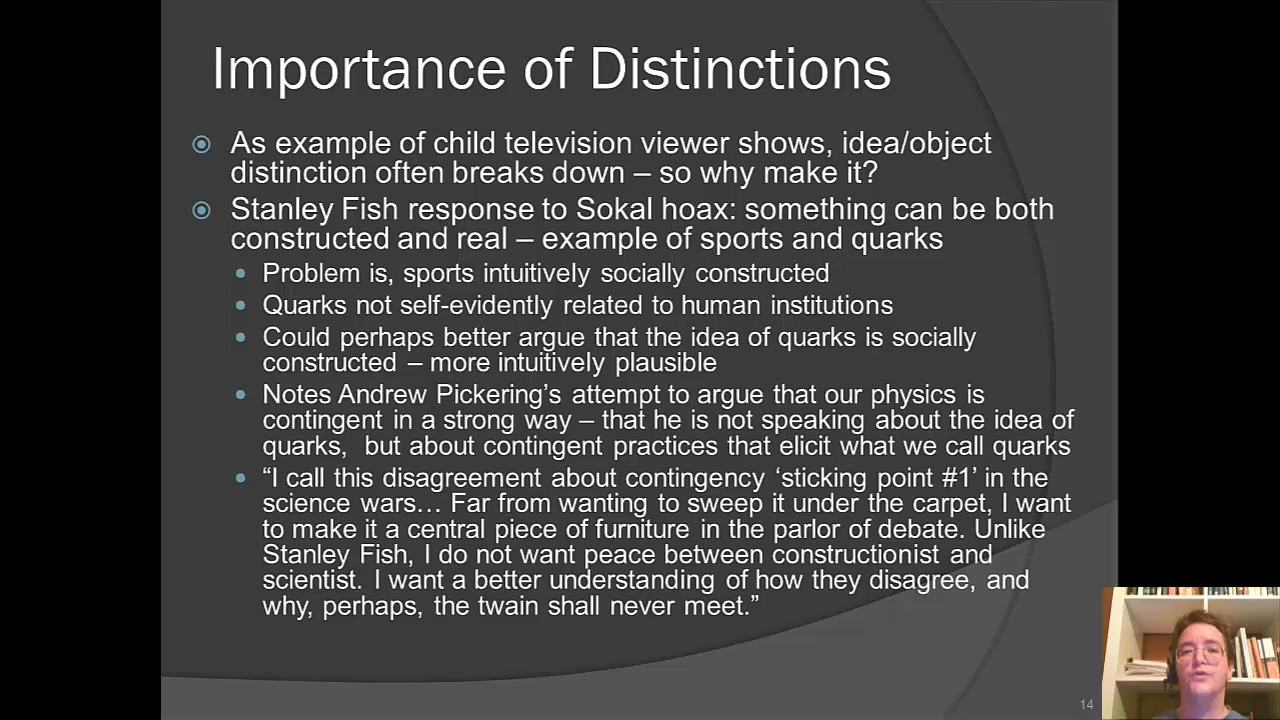 Importance of Distinctions
As example of child television viewer shows, idea/object
distinction often breaks down – so why make it?
Stanley Fish response to Sokal hoax: something can be both
constructed and real – example of sports and quarks
Problem is, sports intuitively socially constructed
Quarks not self-evidently related to human institutions
Could perhaps better argue that the idea of quarks is socially
constructed – more intuitively plausible
Notes Andrew Pickering’s attempt to argue that our physics is
contingent in a strong way – that he is not speaking about the idea of
quarks,  but about contingent practices that elicit what we call quarks
“I call this disagreement about contingency ‘sticking point #1’ in the
science wars… Far from wanting to sweep it under the carpet, I want
to make it a central piece of furniture in the parlor of debate. Unlike
Stanley Fish, I do not want peace between constructionist and
scientist. I want a better understanding of how they disagree, and
why, perhaps, the twain shall never meet.”
14